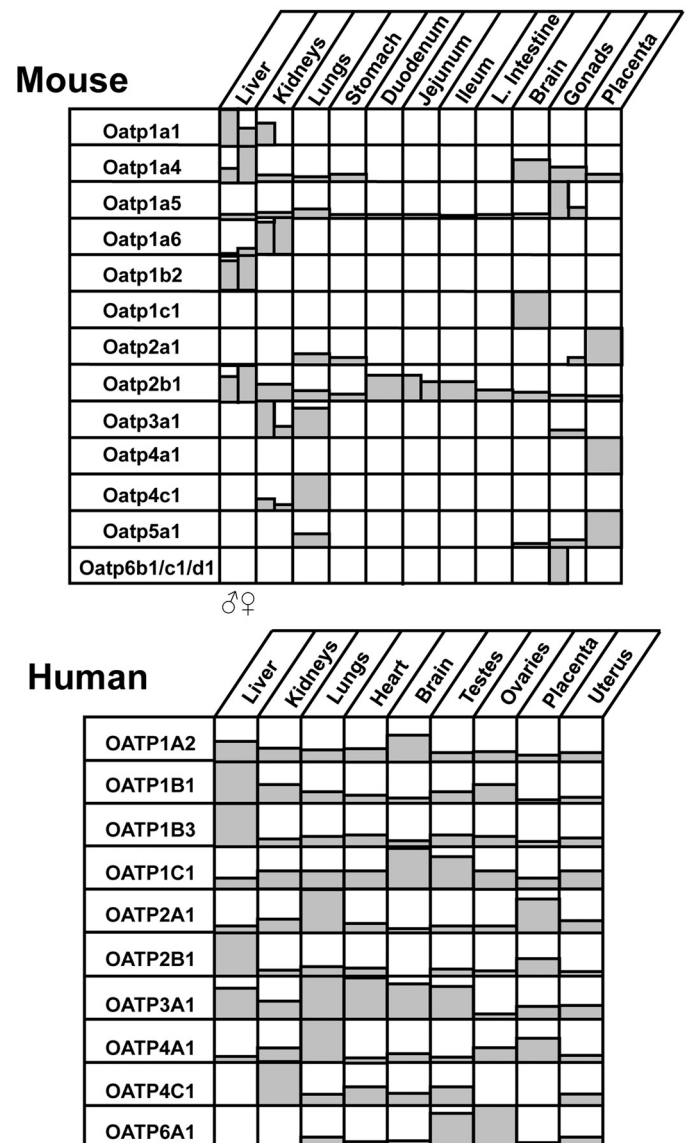 Mouse
Liver
Kidneys
Lungs
Stomach
Duodenum
Jejunum
Ileum
L. Intestine
Brain
Gonads
Placenta
Oatp1a1
Oatp1a4
Oatp1a5
Oatp1a6
Oatp1b2
Oatp1c1
Oatp2a1
Oatp2b1
Oatp3a1
Oatp4a1
Oatp4c1
Oatp5a1
Oatp6b1/c1/d1
♂♀
Human
Liver
Kidneys
Lungs
Heart
Brain
Testes
Ovaries
Placenta
Uterus
OATP1A2
OATP1B1
OATP1B3
OATP1C1
OATP2A1
OATP2B1
OATP3A1
OATP4A1
OATP4C1
OATP6A1